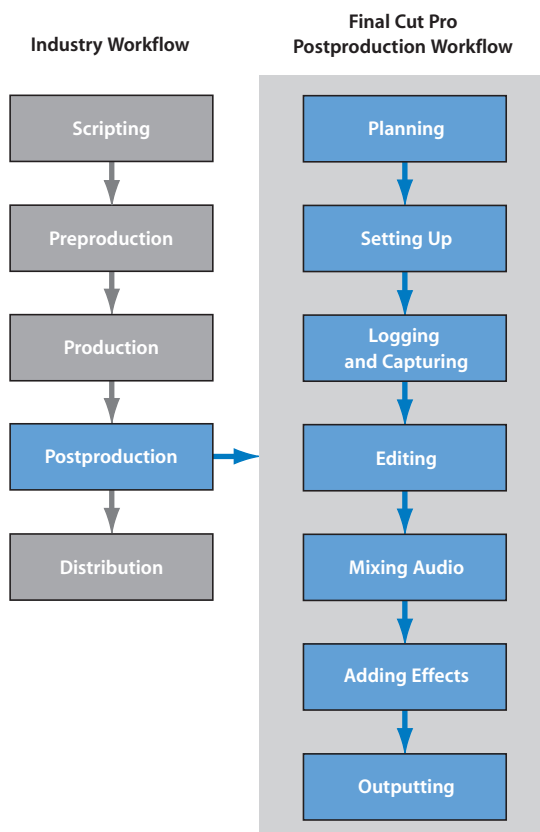 Industry Workflow
Scripting
Preproduction
Production
Postproduction
Distribution
Final Cut Pro
Postproduction Workflow
Planning
Setting Up
Logging
and Capturing
Editing
Mixing Audio
Adding Effects
Outputting